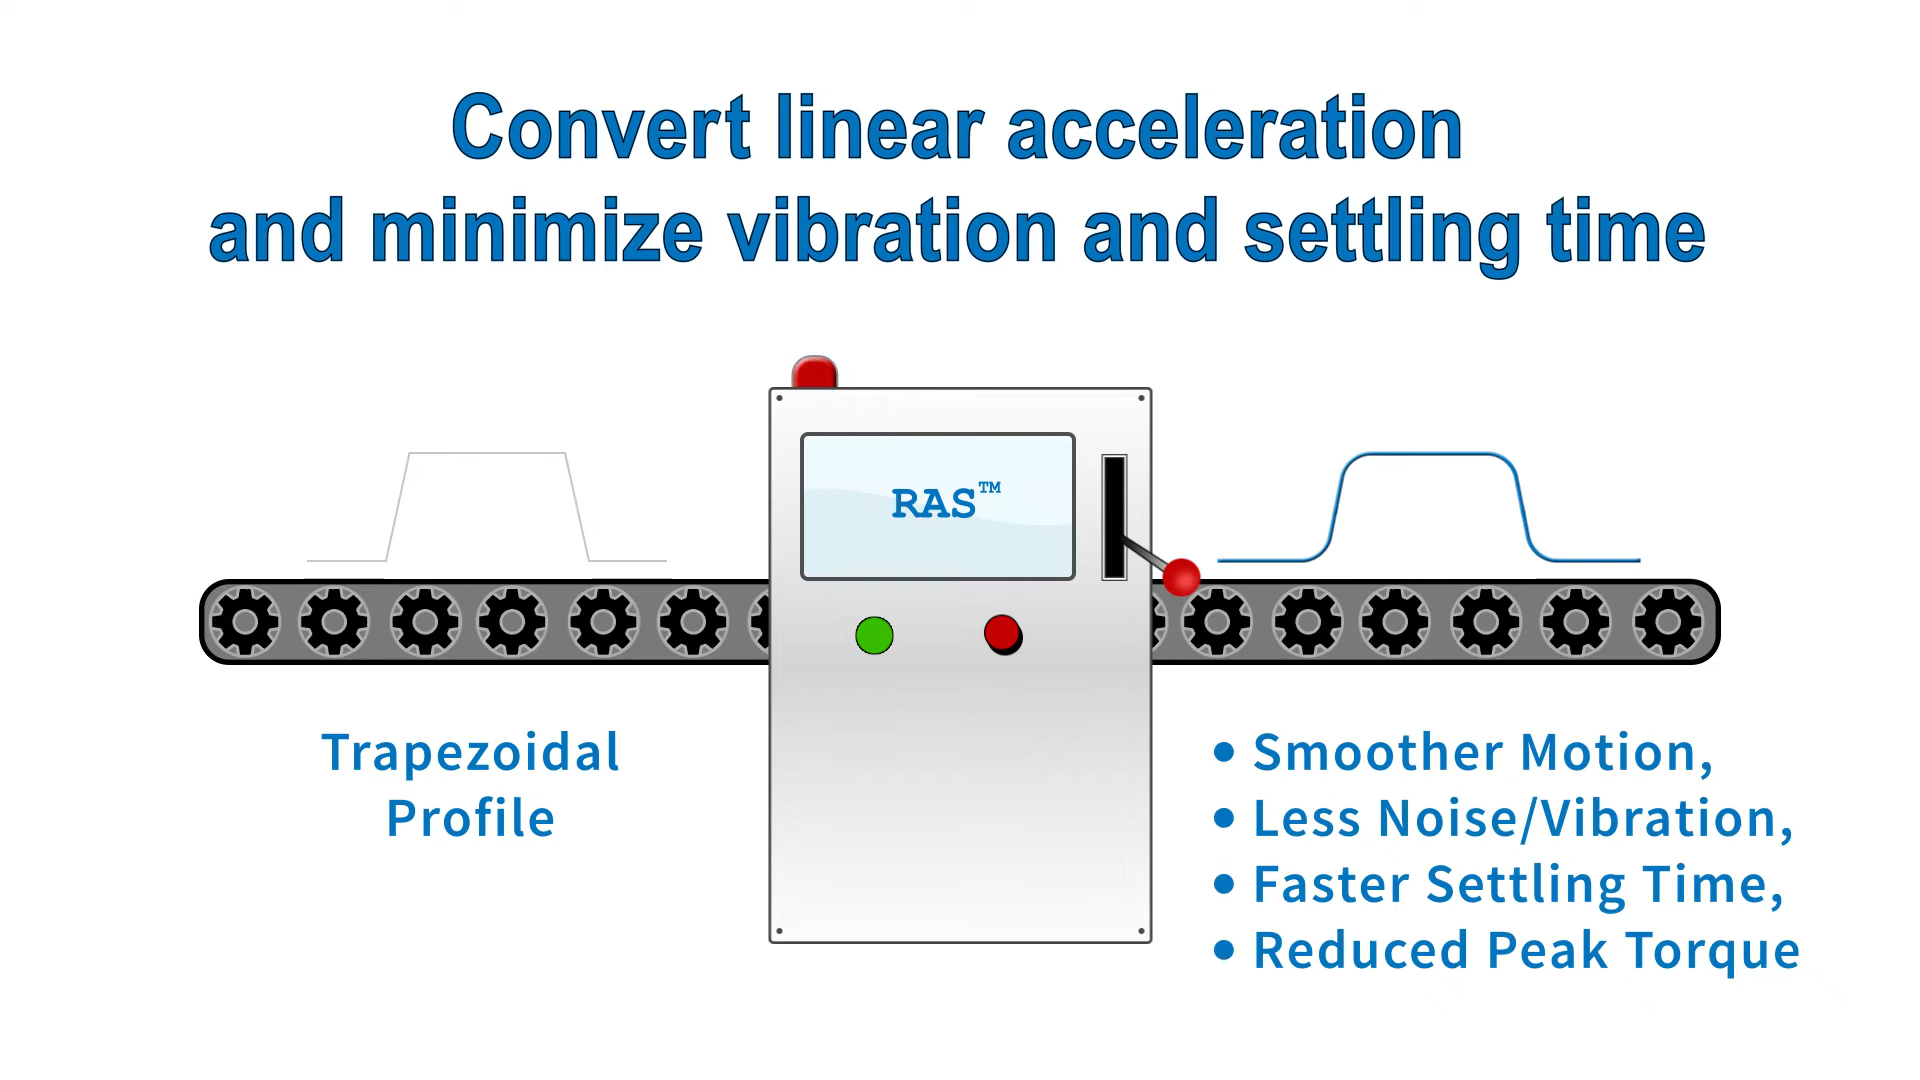 Convert linear acceleration
and minimize vibration and settling time
RAS™
Trapezoidal
Profile
• Smoother Motion,
• Less Noise/Vibration,
• Faster Settling Time,
• Reduced Peak Torque